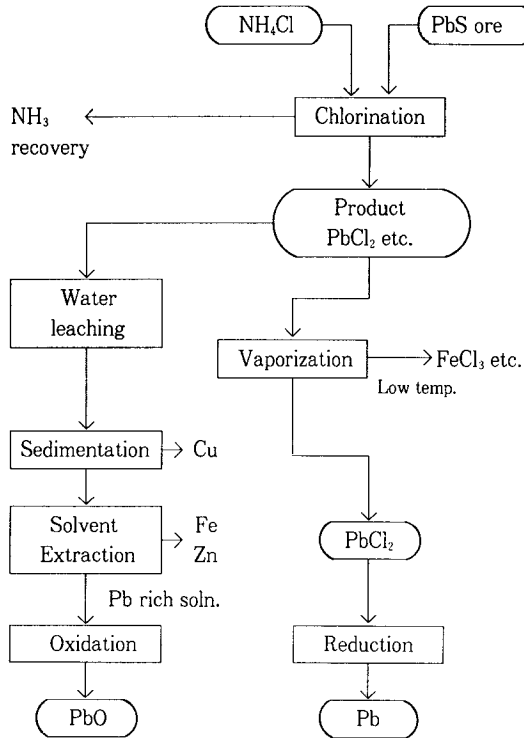 NH₄Cl
PbS ore
NH₃
recovery
Chlorination
Product
PbCl₂ etc.
Water
leaching
Vaporization
FeCl₃ etc.
Low temp.
Sedimentation
Cu
Solvent
Extraction
Fe
Zn
PbCl₂
Pb rich soln.
Oxidation
Reduction
PbO
Pb